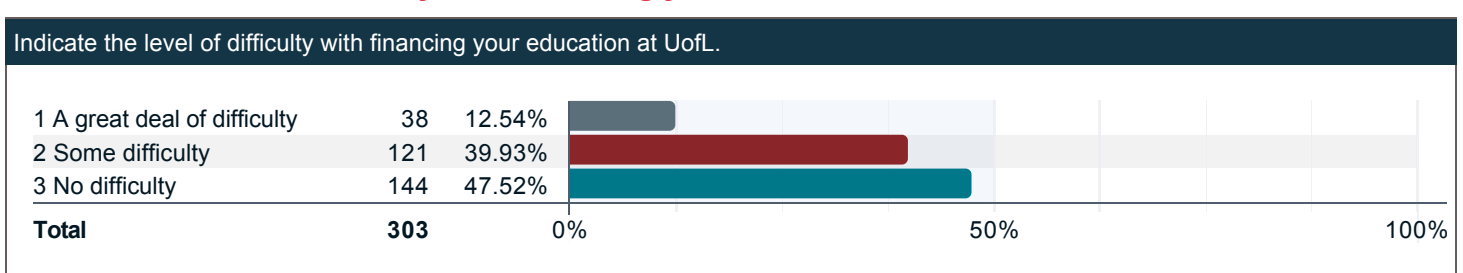 Indicate the level of difficulty with financing your education at UofL.
1 A great deal of difficulty 38 12.54%
2 Some difficulty 121 39.93%
3 No difficulty 144 47.52%
Total 303 0% 50% 100%